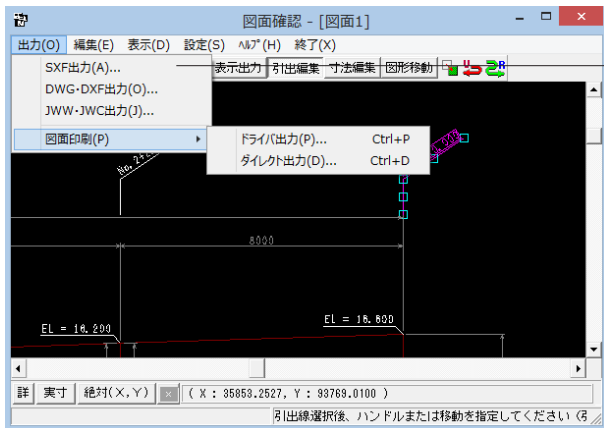 図面確認 - [図面1]
出力(O) 編集(E) 表示(D) 設定(S) ﾍﾙﾌﾟ(H) 終了(X)
SXF出力(A)...
表示出力 引出編集 寸法編集 図形移動
DWG・DXF出力(O)...
JWW・JWC出力(J)...
図面印刷(P)
ドライバ出力(P)... Ctrl+P
ダイレクト出力(D)... Ctrl+D
8000
EL = 16.800
EL = 16.200
詳 実寸 絶対(X,Y) × ( X : 35853.2527, Y : 93769.0100 )
引出線選択後、ハンドルまたは移動を指定してください